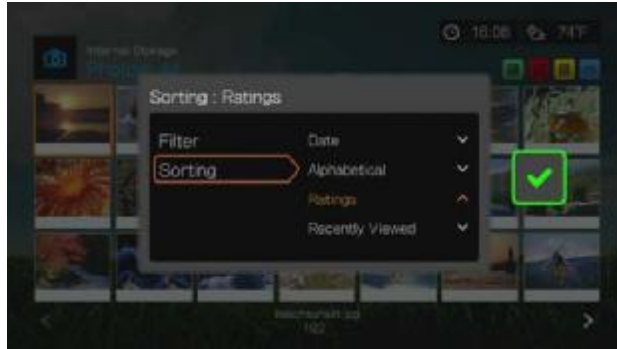 16:06 74°F
Internal Storage
Sorting : Ratings
Filter
Sorting
Date
Alphabetical
Ratings
Recently Viewed